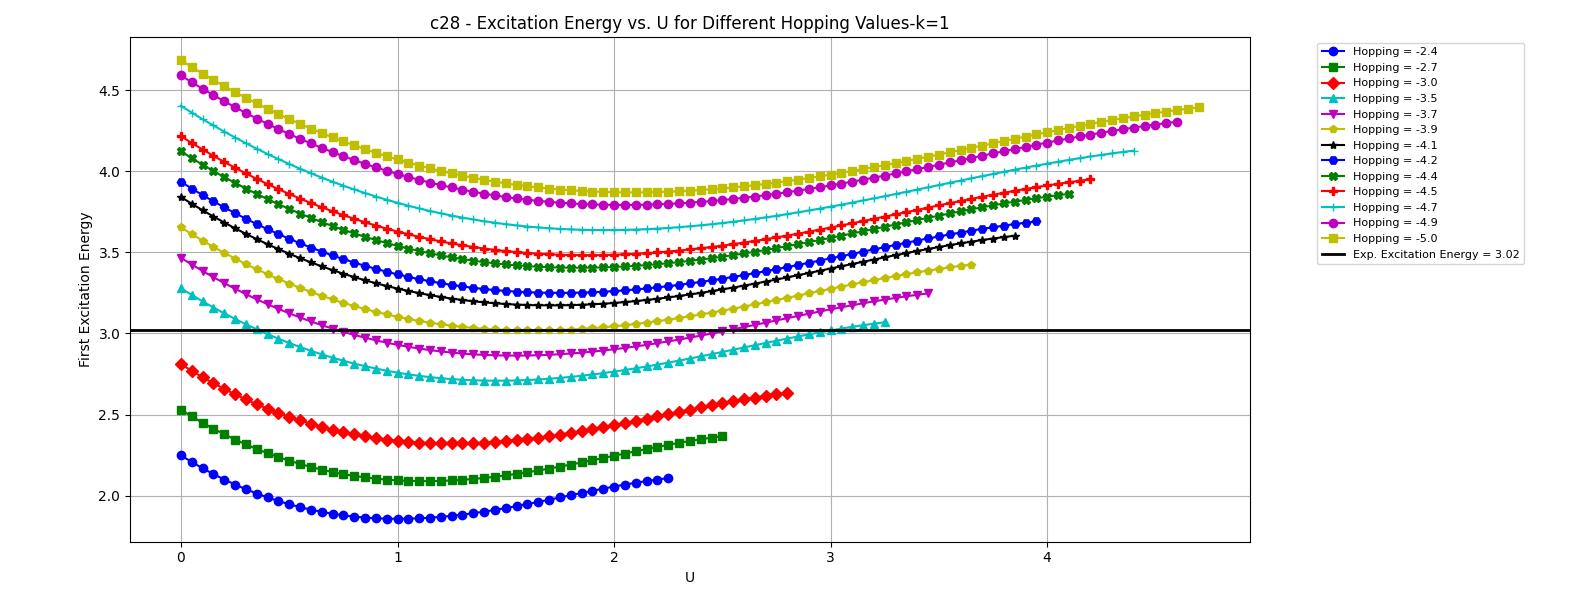 c28 - Excitation Energy vs. U for Different Hopping Values-k=1
First Excitation Energy
4.5
4.0
3.5
3.0
2.5
2.0
0 1 2 3 4
U
Hopping = -2.4
Hopping = -2.7
Hopping = -3.0
Hopping = -3.5
Hopping = -3.7
Hopping = -3.9
Hopping = -4.1
Hopping = -4.2
Hopping = -4.4
Hopping = -4.5
Hopping = -4.7
Hopping = -4.9
Hopping = -5.0
Exp. Excitation Energy = 3.02